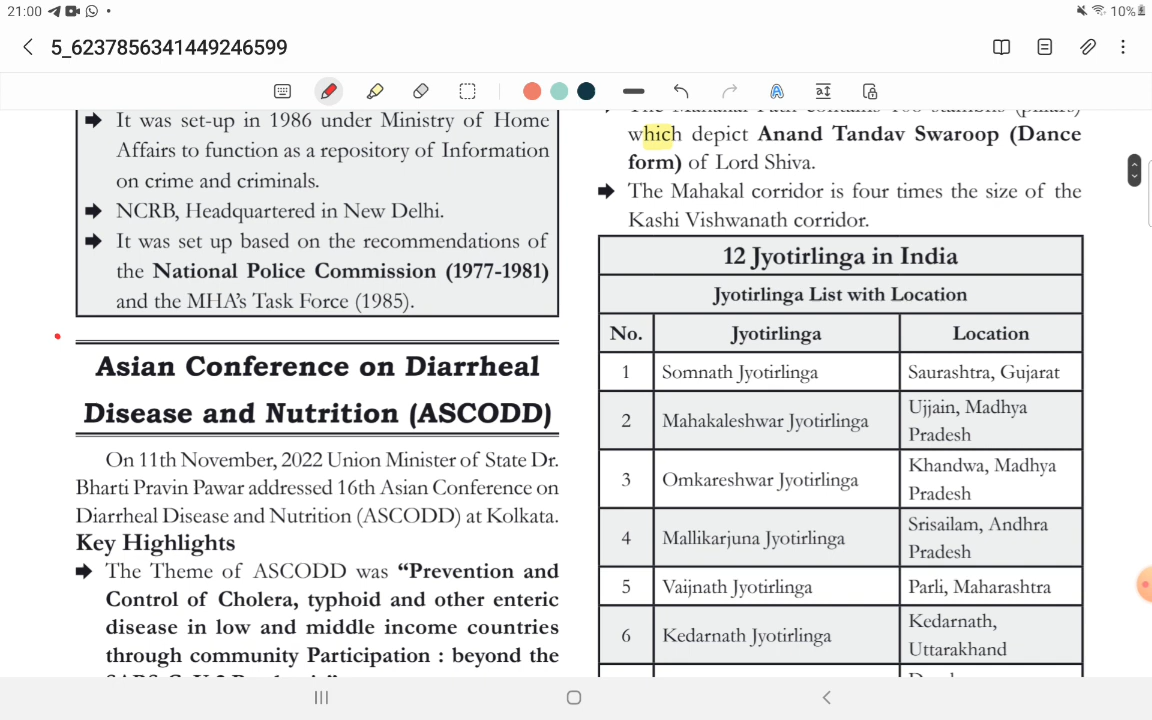 21:00
10%
5_6237856341449246599
It was set-up in 1986 under Ministry of Home
Affairs to function as a repository of Information
on crime and criminals.
NCRB, Headquartered in New Delhi.
It was set up based on the recommendations of
the National Police Commission (1977-1981)
and the MHA's Task Force (1985).
Asian Conference on Diarrheal
Disease and Nutrition (ASCODD)
On 11th November, 2022 Union Minister of State Dr.
Bharti Pravin Pawar addressed 16th Asian Conference on
Diarrheal Disease and Nutrition (ASCODD) at Kolkata.
Key Highlights
The Theme of ASCODD was “Prevention and
Control of Cholera, typhoid and other enteric
disease in low and middle income countries
through community Participation : beyond the
which depict Anand Tandav Swaroop (Dance
form) of Lord Shiva.
The Mahakal corridor is four times the size of the
Kashi Vishwanath corridor.
12 Jyotirlinga in India
Jyotirlinga List with Location
No. Jyotirlinga Location
1 Somnath Jyotirlinga Saurashtra, Gujarat
2 Mahakaleshwar Jyotirlinga Ujjain, Madhya
Pradesh
3 Omkareshwar Jyotirlinga Khandwa, Madhya
Pradesh
4 Mallikarjuna Jyotirlinga Srisailam, Andhra
Pradesh
5 Vaijnath Jyotirlinga Parli, Maharashtra
6 Kedarnath Jyotirlinga Kedarnath,
Uttarakhand